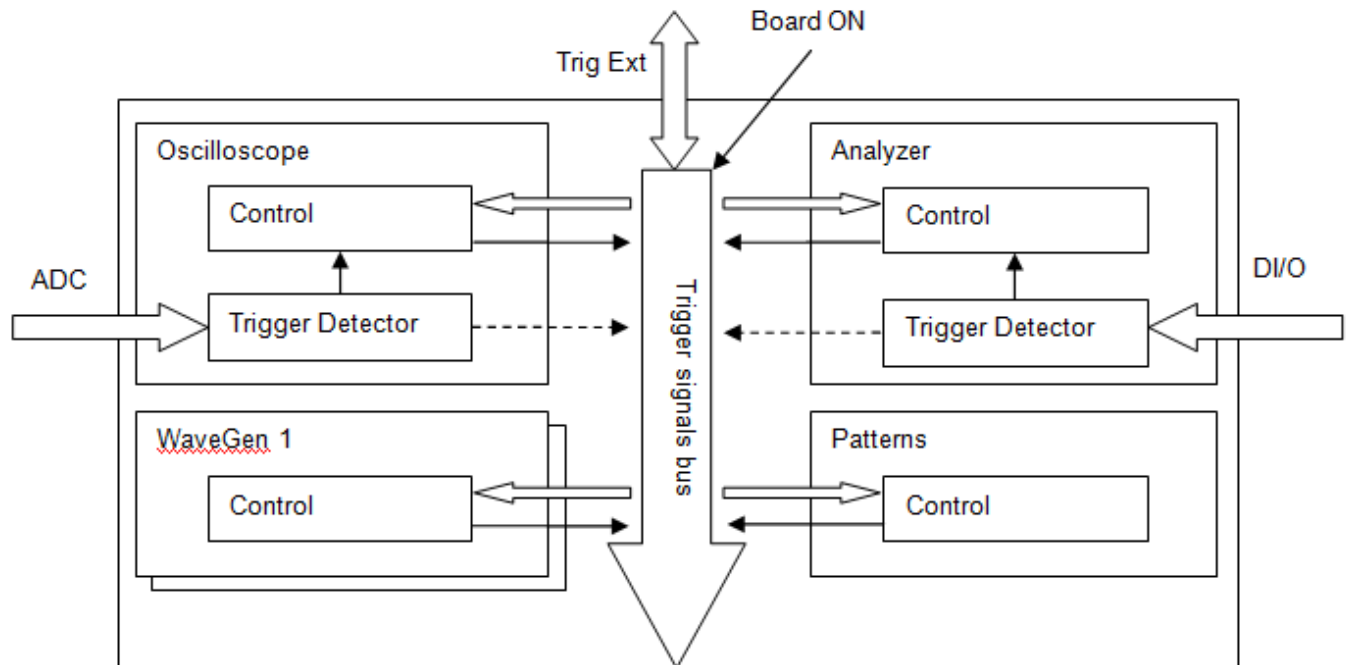 Board ON
Trig Ext
Oscilloscope
Analyzer
Control
Control
ADC
DI/O
Trigger Detector
Trigger Detector
Trigger signals bus
WaveGen 1
Patterns
Control
Control